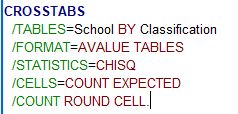 CROSSTABS
/TABLES=School BY Classification
/FORMAT=AVALUE TABLES
/STATISTICS=CHISQ
/CELLS=COUNT EXPECTED
/COUNT ROUND CELL.